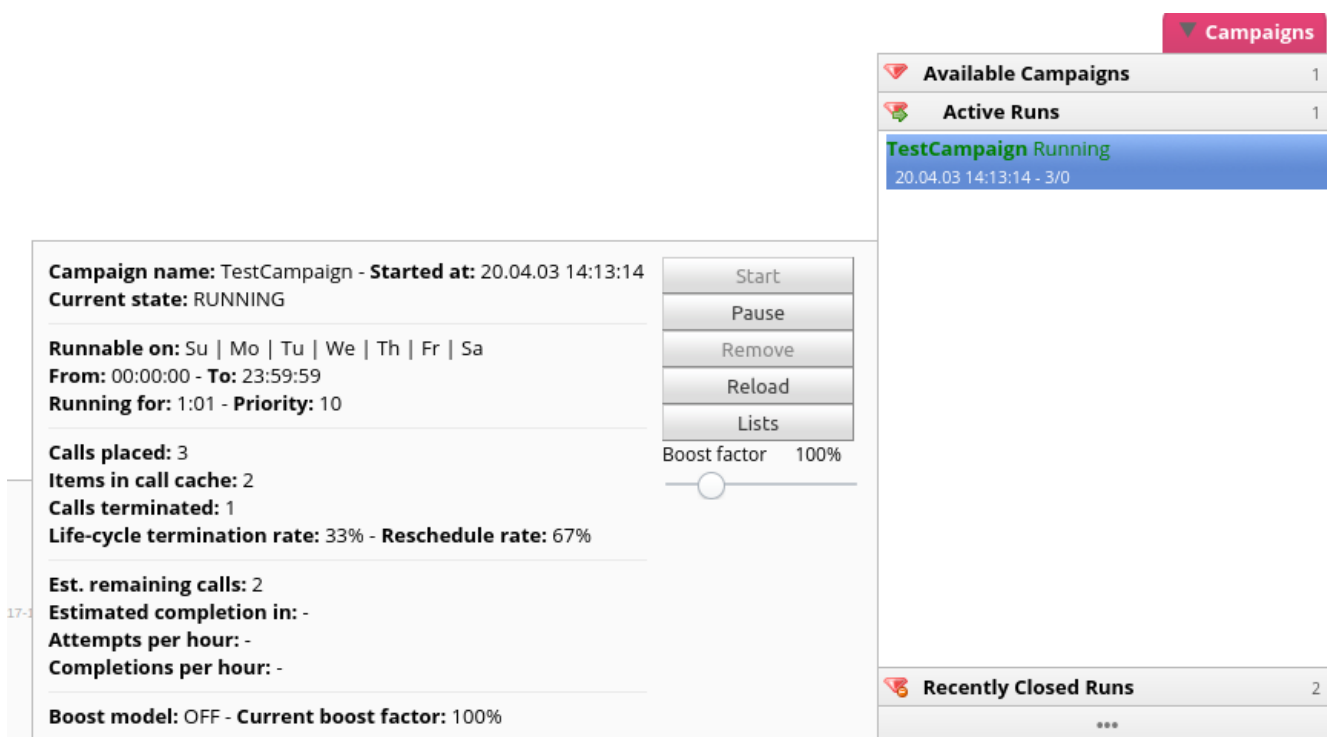 Campaigns
Available Campaigns 1
Active Runs 1
TestCampaign Running
20.04.03 14:13:14 - 3/0
Campaign name: TestCampaign - Started at: 20.04.03 14:13:14
Current state: RUNNING
Runnable on: Su | Mo | Tu | We | Th | Fr | Sa
From: 00:00:00 - To: 23:59:59
Running for: 1:01 - Priority: 10
Calls placed: 3
Items in call cache: 2
Calls terminated: 1
Life-cycle termination rate: 33% - Reschedule rate: 67%
Est. remaining calls: 2
Estimated completion in: -
Attempts per hour: -
Completions per hour: -
Boost model: OFF - Current boost factor: 100%
Start
Pause
Remove
Reload
Lists
Boost factor 100%
Recently Closed Runs 2
•••